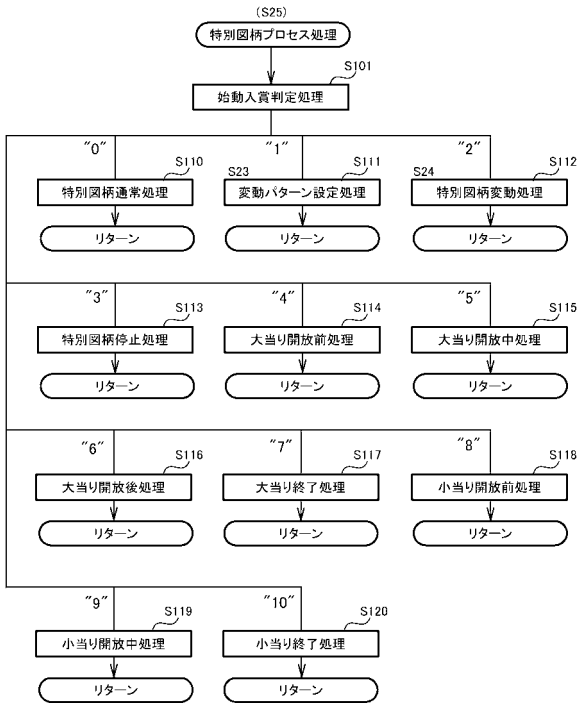 (S25)
特別図柄プロセス処理
S101
始動入賞判定処理
"0" "1" "2"
S110 S23 S111 S24 S112
特別図柄通常処理 変動パターン設定処理 特別図柄変動処理
リターン リターン リターン
"3" "4" "5"
S113 S114 S115
特別図柄停止処理 大当り開放前処理 大当り開放中処理
リターン リターン リターン
"6" "7" "8"
S116 S117 S118
大当り開放後処理 大当り終了処理 小当り開放前処理
リターン リターン リターン
"9" "10"
S119 S120
小当り開放中処理 小当り終了処理
リターン リターン